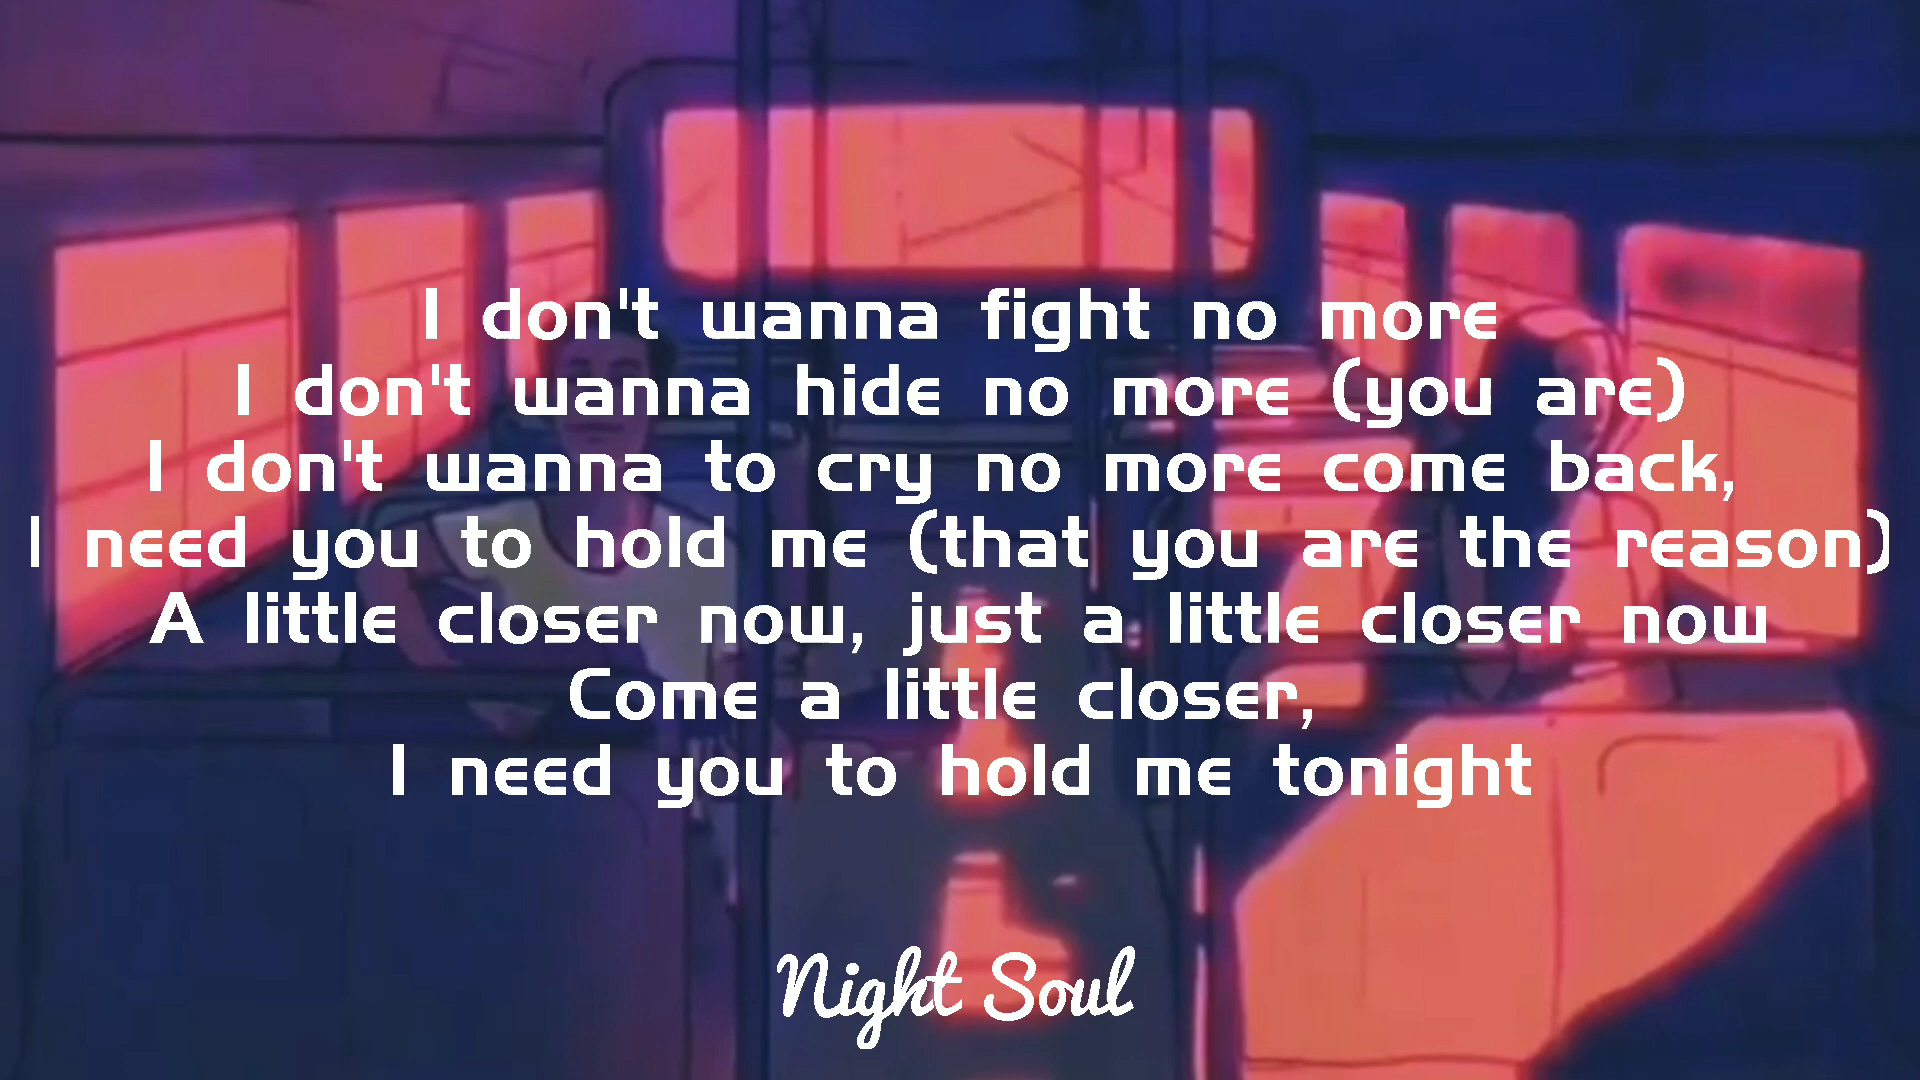 I don't wanna fight no more
I don't wanna hide no more (you are)
I don't wanna to cry no more come back,
I need you to hold me (that you are the reason)
A little closer now, just a little closer now
Come a little closer,
I need you to hold me tonight
Night Soul